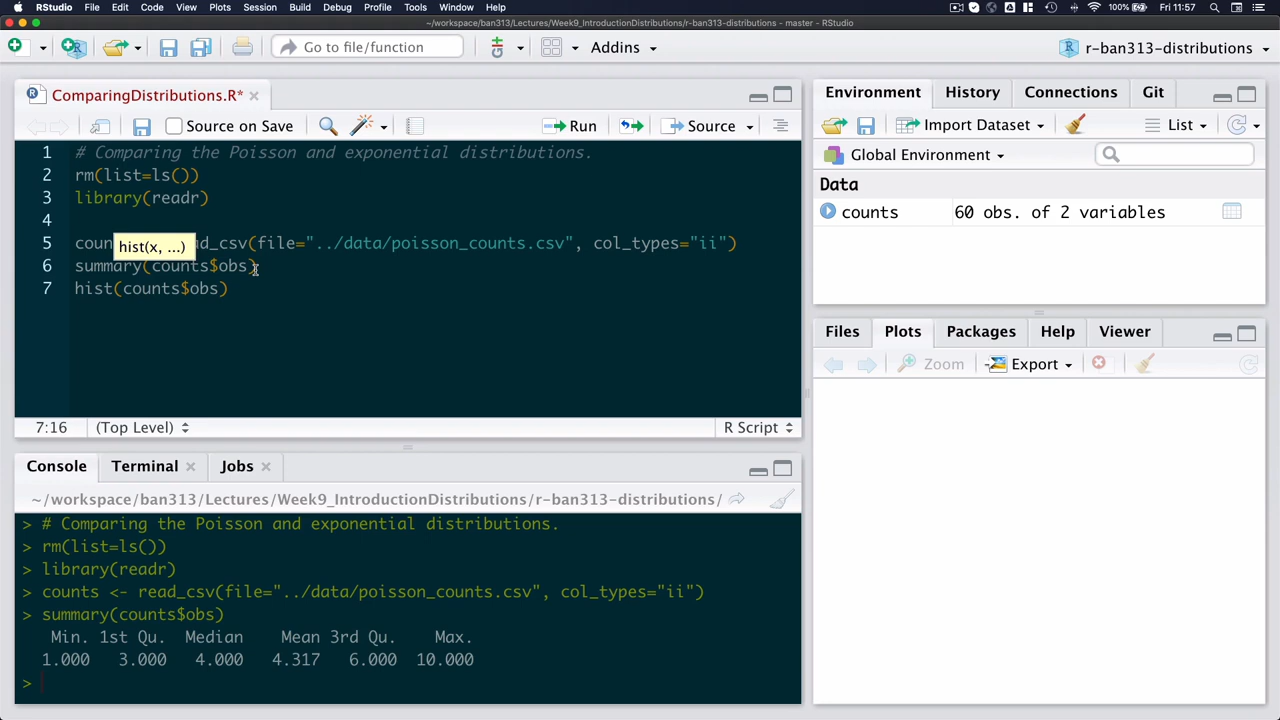 RStudio File Edit Code View Plots Session Build Debug Profile Tools Window Help 100% Fri 11:57
~/workspace/ban313/Lectures/Week9_IntroductionDistributions/r-ban313-distributions - master - RStudio
Go to file/function Addins r-ban313-distributions
ComparingDistributions.R*
Source on Save Run Source
1 # Comparing the Poisson and exponential distributions.
2 rm(list=ls())
3 library(readr)
4
5 coun ad_csv(file="../data/poisson_counts.csv", col_types="ii")
hist(x, ...)
6 summary(counts$obs)
7 hist(counts$obs)
7:16 (Top Level) R Script
Console Terminal Jobs
~/workspace/ban313/Lectures/Week9_IntroductionDistributions/r-ban313-distributions/
> # Comparing the Poisson and exponential distributions.
> rm(list=ls())
> library(readr)
> counts <- read_csv(file="../data/poisson_counts.csv", col_types="ii")
> summary(counts$obs)
Min. 1st Qu. Median Mean 3rd Qu. Max.
1.000 3.000 4.000 4.317 6.000 10.000
>
Environment History Connections Git
Import Dataset List
Global Environment
Data
counts 60 obs. of 2 variables
Files Plots Packages Help Viewer
Zoom Export